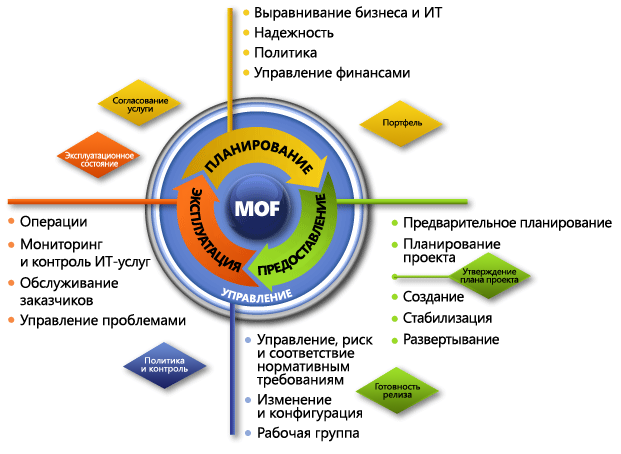 Выравнивание бизнеса и ИТ
Надежность
Политика
Управление финансами
Согласование
услуги
Портфель
Эксплуатационное
состояние
ПЛАНИРОВАНИЕ
ЭКСПЛУАТАЦИЯ
MOF
ПРЕДОСТАВЛЕНИЕ
УПРАВЛЕНИЕ
Операции
Мониторинг
и контроль ИТ-услуг
Обслуживание
заказчиков
Управление проблемами
Предварительное планирование
Планирование
проекта
Утверждение
плана проекта
Создание
Стабилизация
Развертывание
Политика
и контроль
Управление, риск
и соответствие
нормативным
требованиям
Изменение
и конфигурация
Рабочая группа
Готовность
релиза